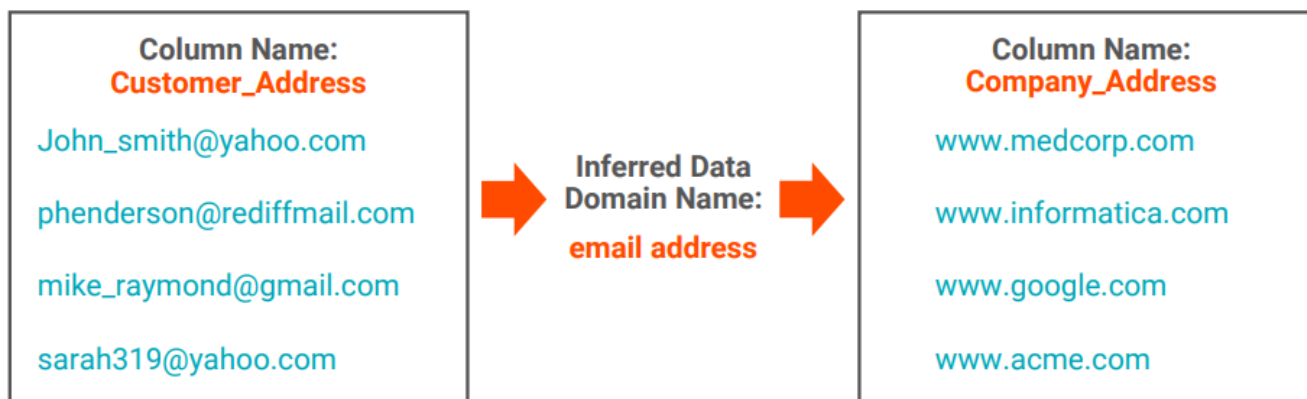 Column Name:
Customer_Address
John_smith@yahoo.com
phenderson@rediffmail.com
mike_raymond@gmail.com
sarah319@yahoo.com
Inferred Data
Domain Name:
email address
Column Name:
Company_Address
www.medcorp.com
www.informatica.com
www.google.com
www.acme.com